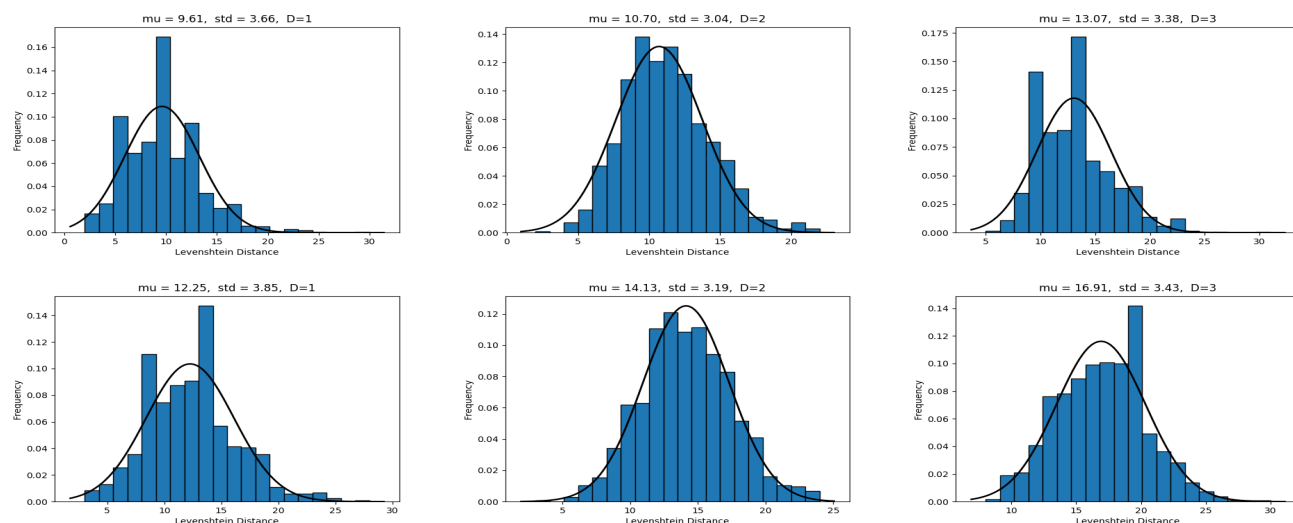 mu = 9.61, std = 3.66, D=1
Frequency
0.16
0.14
0.12
0.10
0.08
0.06
0.04
0.02
0.00
0 5 10 15 20 25 30
Levenshtein Distance
mu = 10.70, std = 3.04, D=2
Frequency
0.14
0.12
0.10
0.08
0.06
0.04
0.02
0.00
0 5 10 15 20
Levenshtein Distance
mu = 13.07, std = 3.38, D=3
Frequency
0.175
0.150
0.125
0.100
0.075
0.050
0.025
0.000
5 10 15 20 25 30
Levenshtein Distance
mu = 12.25, std = 3.85, D=1
Frequency
0.14
0.12
0.10
0.08
0.06
0.04
0.02
0.00
5 10 15 20 25 30
Levenshtein Distance
mu = 14.13, std = 3.19, D=2
Frequency
0.12
0.10
0.08
0.06
0.04
0.02
0.00
5 10 15 20 25
Levenshtein Distance
mu = 16.91, std = 3.43, D=3
Frequency
0.14
0.12
0.10
0.08
0.06
0.04
0.02
0.00
10 15 20 25 30
Levenshtein Distance